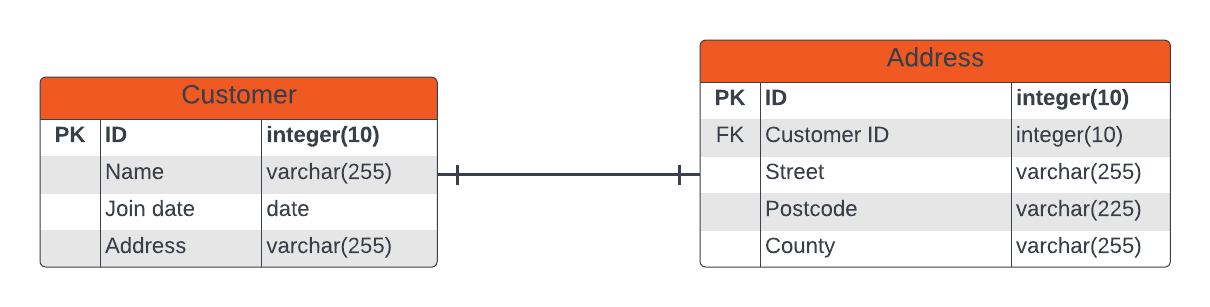 Customer
PK ID integer(10)
Name varchar(255)
Join date date
Address varchar(255)
Address
PK ID integer(10)
FK Customer ID integer(10)
Street varchar(255)
Postcode varchar(225)
County varchar(255)